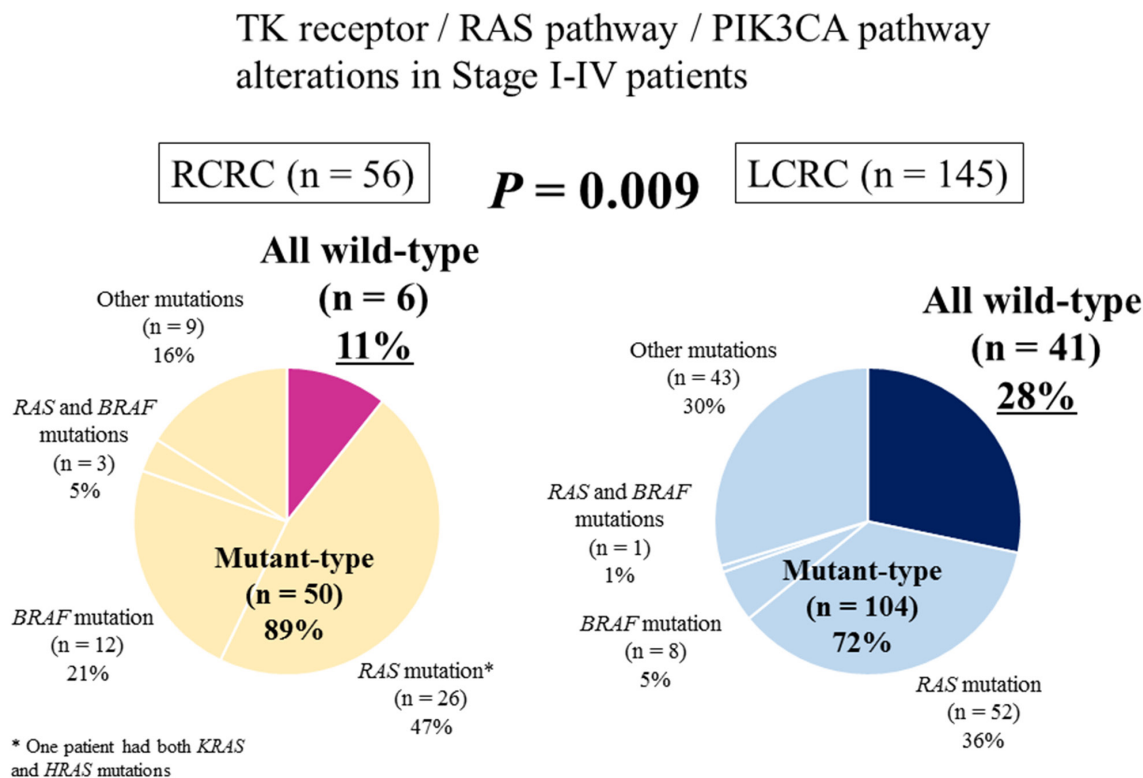 TK receptor / RAS pathway / PIK3CA pathway
alterations in Stage I-IV patients
RCRC (n = 56)
P = 0.009
LCRC (n = 145)
All wild-type
(n = 6)
11%
Other mutations
(n = 9)
16%
RAS and BRAF
mutations
(n = 3)
5%
Mutant-type
(n = 50)
89%
BRAF mutation
(n = 12)
21%
RAS mutation*
(n = 26)
47%
* One patient had both KRAS
and HRAS mutations
All wild-type
(n = 41)
28%
Other mutations
(n = 43)
30%
RAS and BRAF
mutations
(n = 1)
1%
Mutant-type
(n = 104)
72%
BRAF mutation
(n = 8)
5%
RAS mutation
(n = 52)
36%